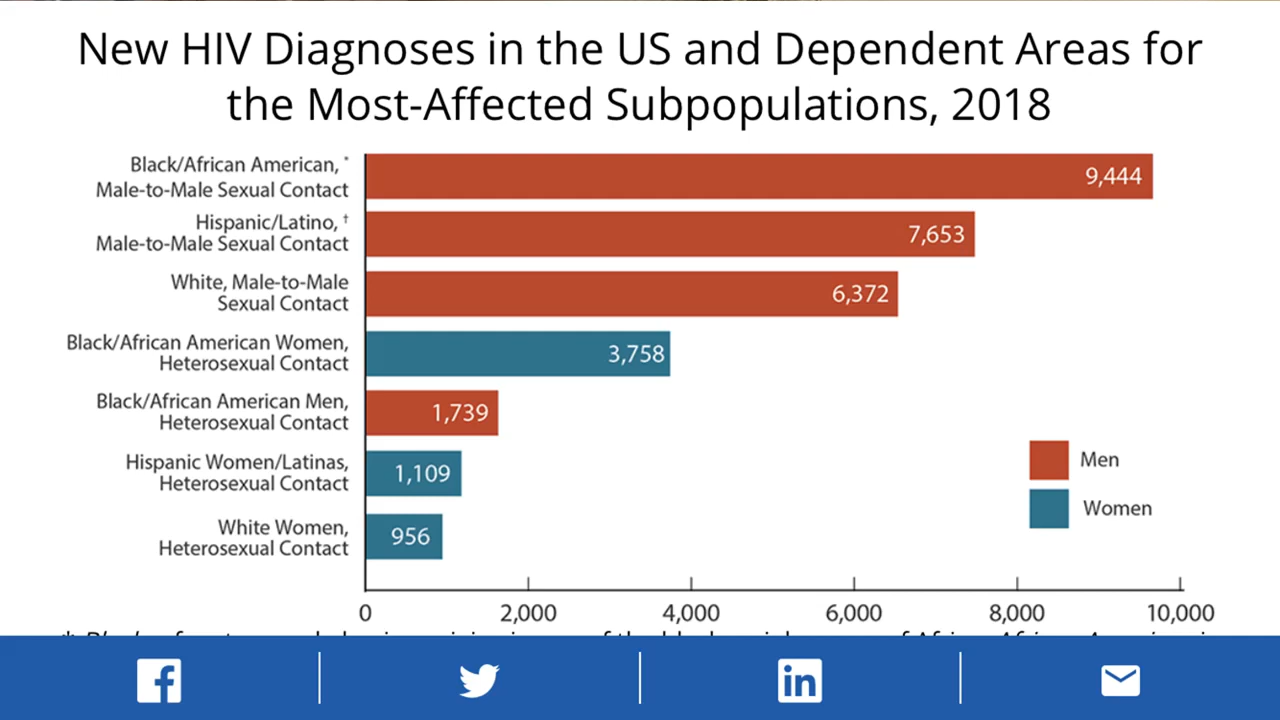 New HIV Diagnoses in the US and Dependent Areas for
the Most-Affected Subpopulations, 2018
Black/African American, *
Male-to-Male Sexual Contact
9,444
Hispanic/Latino, †
Male-to-Male Sexual Contact
7,653
White, Male-to-Male
Sexual Contact
6,372
Black/African American Women,
Heterosexual Contact
3,758
Black/African American Men,
Heterosexual Contact
1,739
Hispanic Women/Latinas,
Heterosexual Contact
1,109
White Women,
Heterosexual Contact
956
Men
Women
0 2,000 4,000 6,000 8,000 10,000